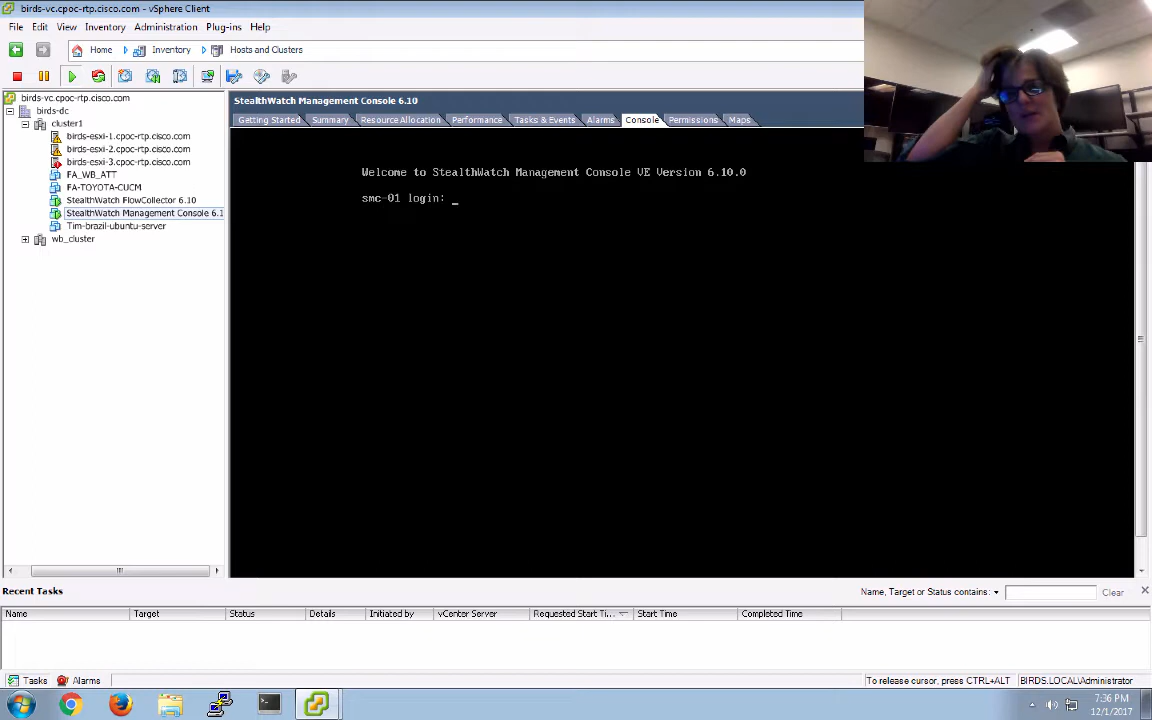 birds-vc.cpoc-rtp.cisco.com - vSphere Client
File Edit View Inventory Administration Plug-ins Help
Home Inventory Hosts and Clusters
birds-vc.cpoc-rtp.cisco.com
birds-dc
cluster1
birds-esxi-1.cpoc-rtp.cisco.com
birds-esxi-2.cpoc-rtp.cisco.com
birds-esxi-3.cpoc-rtp.cisco.com
FA_WB_ATT
FA-TOYOTA-CUCM
StealthWatch FlowCollector 6.10
StealthWatch Management Console 6.1
Tim-brazil-ubuntu-server
wb_cluster
StealthWatch Management Console 6.10
Getting Started Summary Resource Allocation Performance Tasks & Events Alarms Console Permissions Maps
Welcome to StealthWatch Management Console VE Version 6.10.0
smc-01 login: _
Recent Tasks
Name, Target or Status contains: Clear
Name Target Status Details Initiated by vCenter Server Requested Start Ti... Start Time Completed Time
Tasks Alarms
To release cursor, press CTRL+ALT BIRDS.LOCAL\Administrator
7:36 PM
12/1/2017